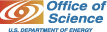 Office of
Science
U.S. DEPARTMENT OF ENERGY